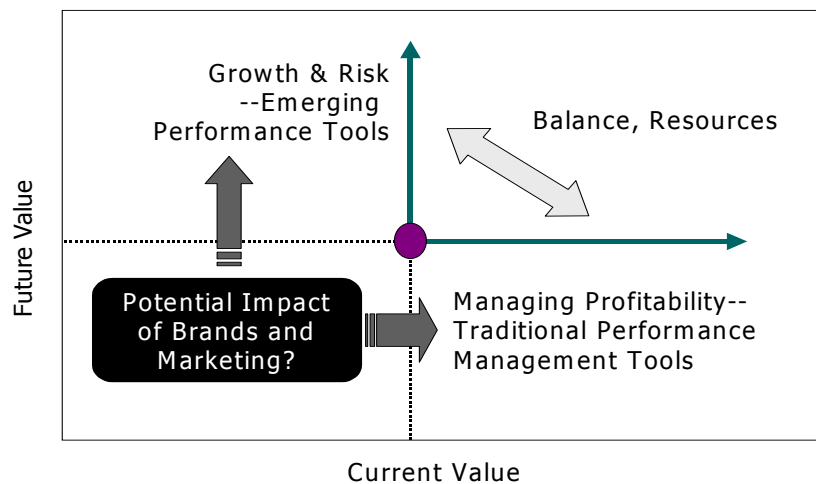 Growth & Risk
--Emerging
Performance Tools
Balance, Resources
Future Value
Potential Impact
of Brands and
Marketing?
Managing Profitability--
Traditional Performance
Management Tools
Current Value